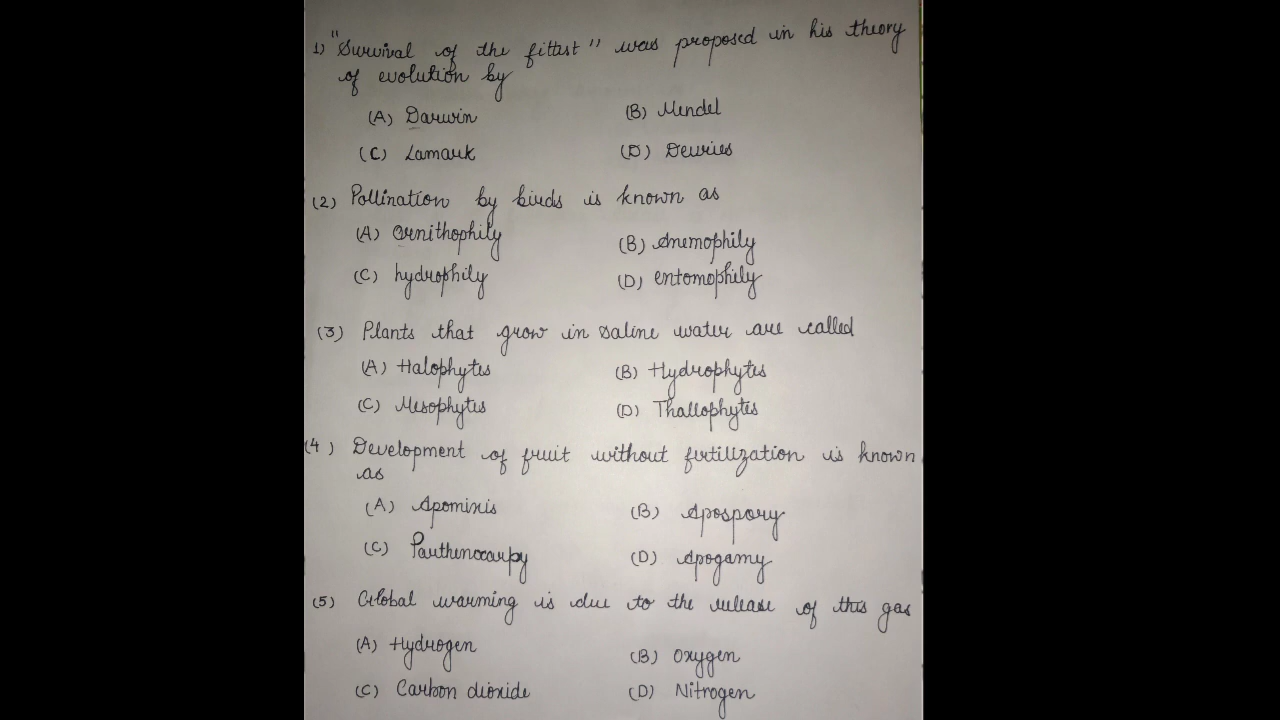 1) "Survival of the fittest" was proposed in his theory
of evolution by
(A) Darwin (B) Mendel
(C) Lamark (D) Devries
(2) Pollination by birds is known as
(A) ornithophily (B) Anemophily
(C) hydrophily (D) entomophily
(3) Plants that grow in saline water are called
(A) Halophytes (B) Hydrophytes
(C) Mesophytes (D) Thallophytes
(4) Development of fruit without fertilization is known
as
(A) Apomixis (B) Apospory
(C) Parthenocarpy (D) Apogamy
(5) Global warming is due to the release of this gas
(A) Hydrogen (B) Oxygen
(C) Carbon dioxide (D) Nitrogen